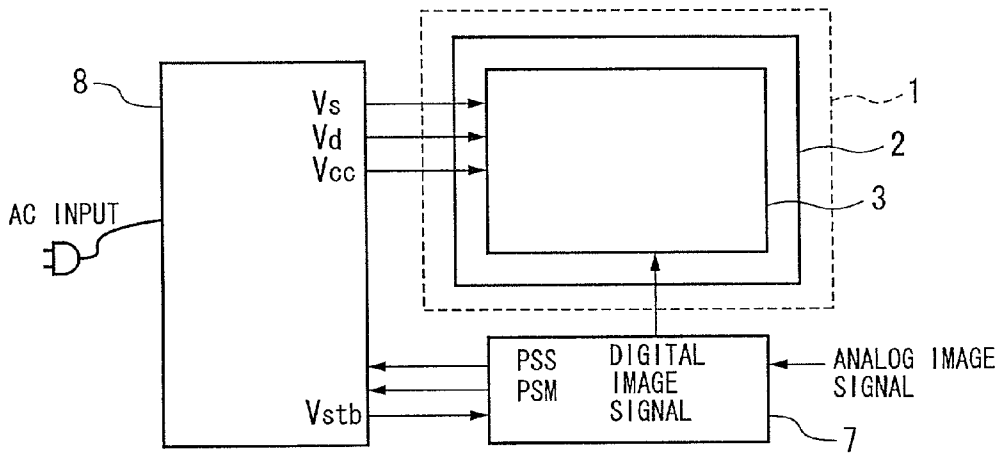 8
Vs
Vd
Vcc
1
2
3
AC INPUT
PSS
PSM
DIGITAL
IMAGE
SIGNAL
ANALOG IMAGE
SIGNAL
Vstb
7